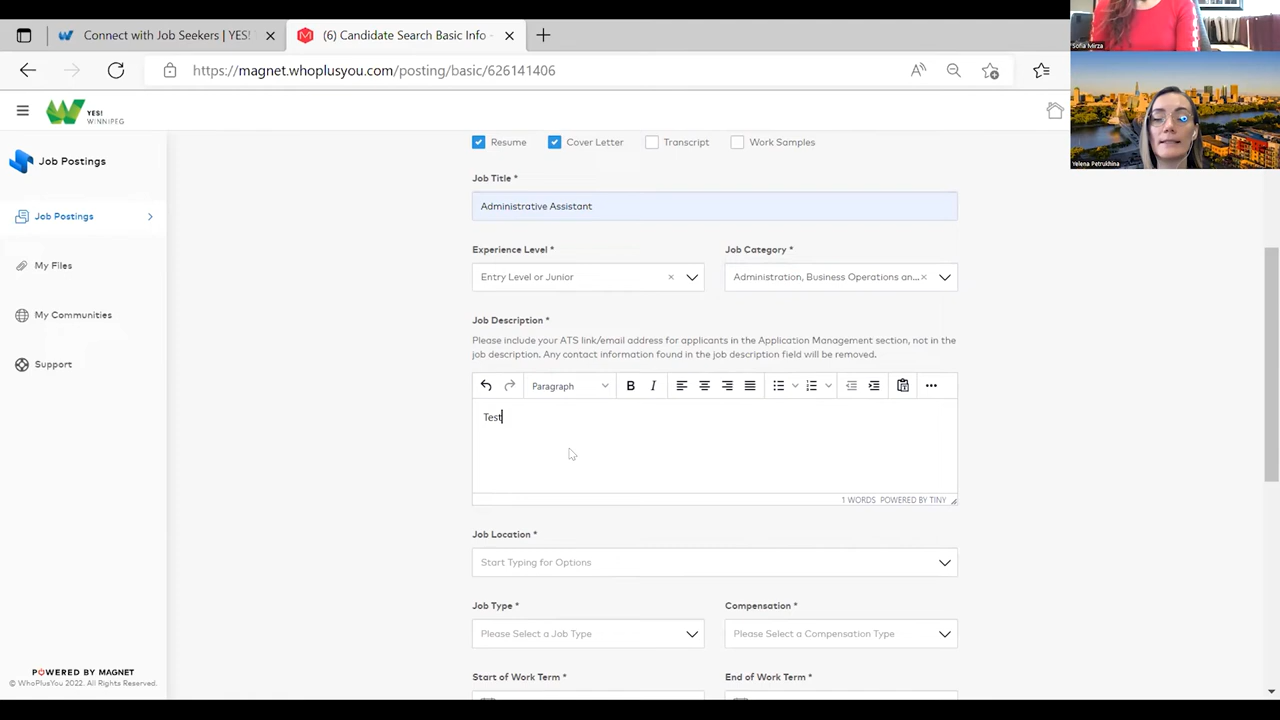 Connect with Job Seekers | YES!
(6) Candidate Search Basic Info -
https://magnet.whoplusyou.com/posting/basic/626141406
Sofia Mirza
Yelena Petrukhina
YES!
WINNIPEG
Job Postings
Job Postings
My Files
My Communities
Support
POWERED BY MAGNET
© WhoPlusYou 2022. All Rights Reserved.
Resume
Cover Letter
Transcript
Work Samples
Job Title *
Administrative Assistant
Experience Level *
Job Category *
Entry Level or Junior
Administration, Business Operations an...
Job Description *
Please include your ATS link/email address for applicants in the Application Management section, not in the
job description. Any contact information found in the job description field will be removed.
Paragraph
B
I
Test
1 WORDS POWERED BY TINY
Job Location *
Start Typing for Options
Job Type *
Compensation *
Please Select a Job Type
Please Select a Compensation Type
Start of Work Term *
End of Work Term *